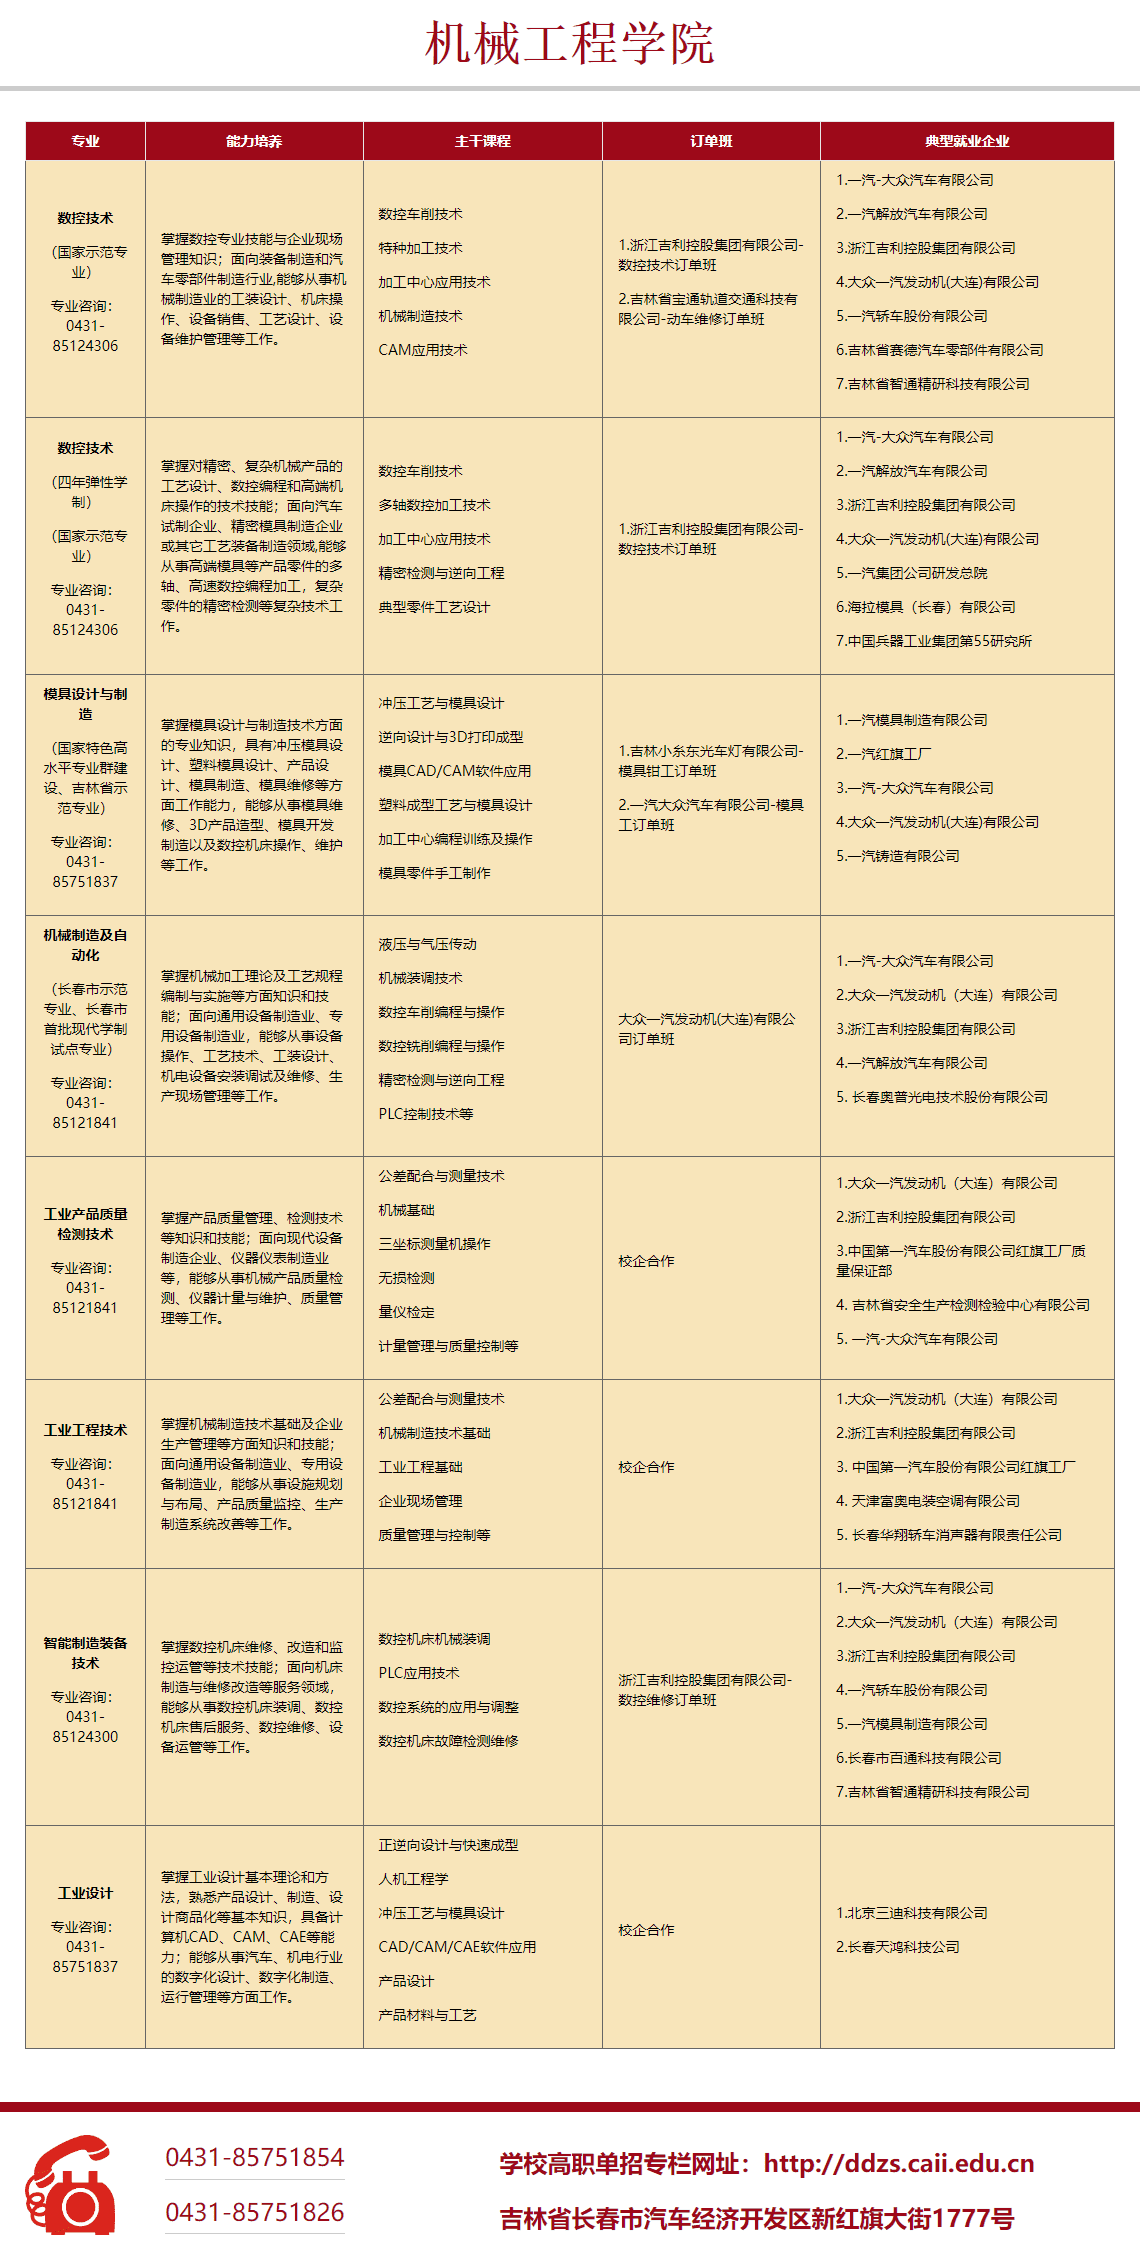 机械工程学院
专业
能力培养
主干课程
订单班
典型就业企业
数控技术
（国家示范专
业）
专业咨询：
0431-
85124306
掌握数控专业技能与企业现场
管理知识；面向装备制造和汽
车零部件制造行业,能够从事机
械制造业的工装设计、机床操
作、设备销售、工艺设计、设
备维护管理等工作。
数控车削技术
特种加工技术
加工中心应用技术
机械制造技术
CAM应用技术
1.浙江吉利控股集团有限公司-
数控技术订单班
2.吉林省宝通轨道交通科技有
限公司-动车维修订单班
1.一汽-大众汽车有限公司
2.一汽解放汽车有限公司
3.浙江吉利控股集团有限公司
4.大众一汽发动机(大连)有限公司
5.一汽轿车股份有限公司
6.吉林省赛德汽车零部件有限公司
7.吉林省智通精研科技有限公司
数控技术
（四年弹性学
制）
（国家示范专
业）
专业咨询：
0431-
85124306
掌握对精密、复杂机械产品的
工艺设计、数控编程和高端机
床操作的技术技能；面向汽车
试制企业、精密模具制造企业
或其它工艺装备制造领域,能够
从事高端模具等产品零件的多
轴、高速数控编程加工，复杂
零件的精密检测等复杂技术工
作。
数控车削技术
多轴数控加工技术
加工中心应用技术
精密检测与逆向工程
典型零件工艺设计
1.浙江吉利控股集团有限公司-
数控技术订单班
1.一汽-大众汽车有限公司
2.一汽解放汽车有限公司
3.浙江吉利控股集团有限公司
4.大众一汽发动机(大连)有限公司
5.一汽集团公司研发总院
6.海拉模具（长春）有限公司
7.中国兵器工业集团第55研究所
模具设计与制
造
（国家特色高
水平专业群建
设、吉林省示
范专业）
专业咨询：
0431-
85751837
掌握模具设计与制造技术方面
的专业知识，具有冲压模具设
计、塑料模具设计、产品设
计、模具制造、模具维修等方
面工作能力，能够从事模具维
修、3D产品造型、模具开发
制造以及数控机床操作、维护
等工作。
冲压工艺与模具设计
逆向设计与3D打印成型
模具CAD/CAM软件应用
塑料成型工艺与模具设计
加工中心编程训练及操作
模具零件手工制作
1.吉林小糸东光车灯有限公司-
模具钳工订单班
2.一汽大众汽车有限公司-模具
工订单班
1.一汽模具制造有限公司
2.一汽红旗工厂
3.一汽-大众汽车有限公司
4.大众一汽发动机(大连)有限公司
5.一汽铸造有限公司
机械制造及自
动化
（长春市示范
专业、长春市
首批现代学制
试点专业）
专业咨询：
0431-
85121841
掌握机械加工理论及工艺规程
编制与实施等方面知识和技
能；面向通用设备制造业、专
用设备制造业，能够从事设备
操作、工艺技术、工装设计、
机电设备安装调试及维修、生
产现场管理等工作。
液压与气压传动
机械装调技术
数控车削编程与操作
数控铣削编程与操作
精密检测与逆向工程
PLC控制技术等
大众一汽发动机(大连)有限公
司订单班
1.一汽-大众汽车有限公司
2.大众一汽发动机（大连）有限公司
3.浙江吉利控股集团有限公司
4.一汽解放汽车有限公司
5. 长春奥普光电技术股份有限公司
工业产品质量
检测技术
专业咨询：
0431-
85121841
掌握产品质量管理、检测技术
等知识和技能；面向现代设备
制造企业、仪器仪表制造业
等，能够从事机械产品质量检
测、仪器计量与维护、质量管
理等工作。
公差配合与测量技术
机械基础
三坐标测量机操作
无损检测
量仪检定
计量管理与质量控制等
校企合作
1.大众一汽发动机（大连）有限公司
2.浙江吉利控股集团有限公司
3.中国第一汽车股份有限公司红旗工厂质
量保证部
4. 吉林省安全生产检测检验中心有限公司
5. 一汽-大众汽车有限公司
工业工程技术
专业咨询：
0431-
85121841
掌握机械制造技术基础及企业
生产管理等方面知识和技能；
面向通用设备制造业、专用设
备制造业，能够从事设施规划
与布局、产品质量监控、生产
制造系统改善等工作。
公差配合与测量技术
机械制造技术基础
工业工程基础
企业现场管理
质量管理与控制等
校企合作
1.大众一汽发动机（大连）有限公司
2.浙江吉利控股集团有限公司
3. 中国第一汽车股份有限公司红旗工厂
4. 天津富奥电装空调有限公司
5. 长春华翔轿车消声器有限责任公司
智能制造装备
技术
专业咨询：
0431-
85124300
掌握数控机床维修、改造和监
控运管等技术技能；面向机床
制造与维修改造等服务领域，
能够从事数控机床装调、数控
机床售后服务、数控维修、设
备运管等工作。
数控机床机械装调
PLC应用技术
数控系统的应用与调整
数控机床故障检测维修
浙江吉利控股集团有限公司-
数控维修订单班
1.一汽-大众汽车有限公司
2.大众一汽发动机（大连）有限公司
3.浙江吉利控股集团有限公司
4.一汽轿车股份有限公司
5.一汽模具制造有限公司
6.长春市百通科技有限公司
7.吉林省智通精研科技有限公司
工业设计
专业咨询：
0431-
85751837
掌握工业设计基本理论和方
法，熟悉产品设计、制造、设
计商品化等基本知识，具备计
算机CAD、CAM、CAE等能
力；能够从事汽车、机电行业
的数字化设计、数字化制造、
运行管理等方面工作。
正逆向设计与快速成型
人机工程学
冲压工艺与模具设计
CAD/CAM/CAE软件应用
产品设计
产品材料与工艺
校企合作
1.北京三迪科技有限公司
2.长春天鸿科技公司
0431-85751854
0431-85751826
学校高职单招专栏网址：http://ddzs.caii.edu.cn
吉林省长春市汽车经济开发区新红旗大街1777号